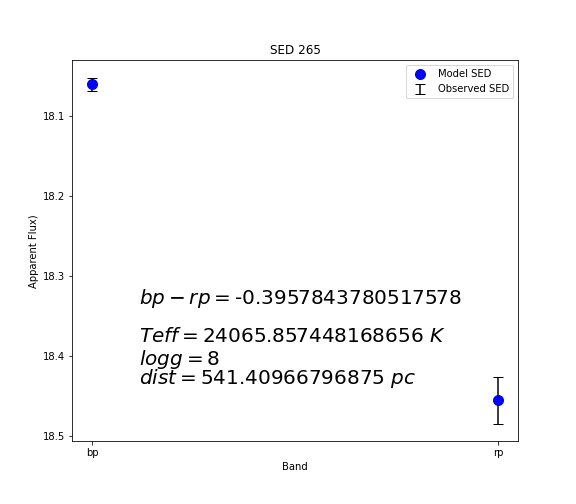 SED 265
Model SED
Observed SED
Apparent Flux)
18.1
18.2
18.3
18.4
18.5
bp − rp = -0.3957843780517578
Teff = 24065.857448168656 K
logg = 8
dist = 541.40966796875 pc
bp
rp
Band